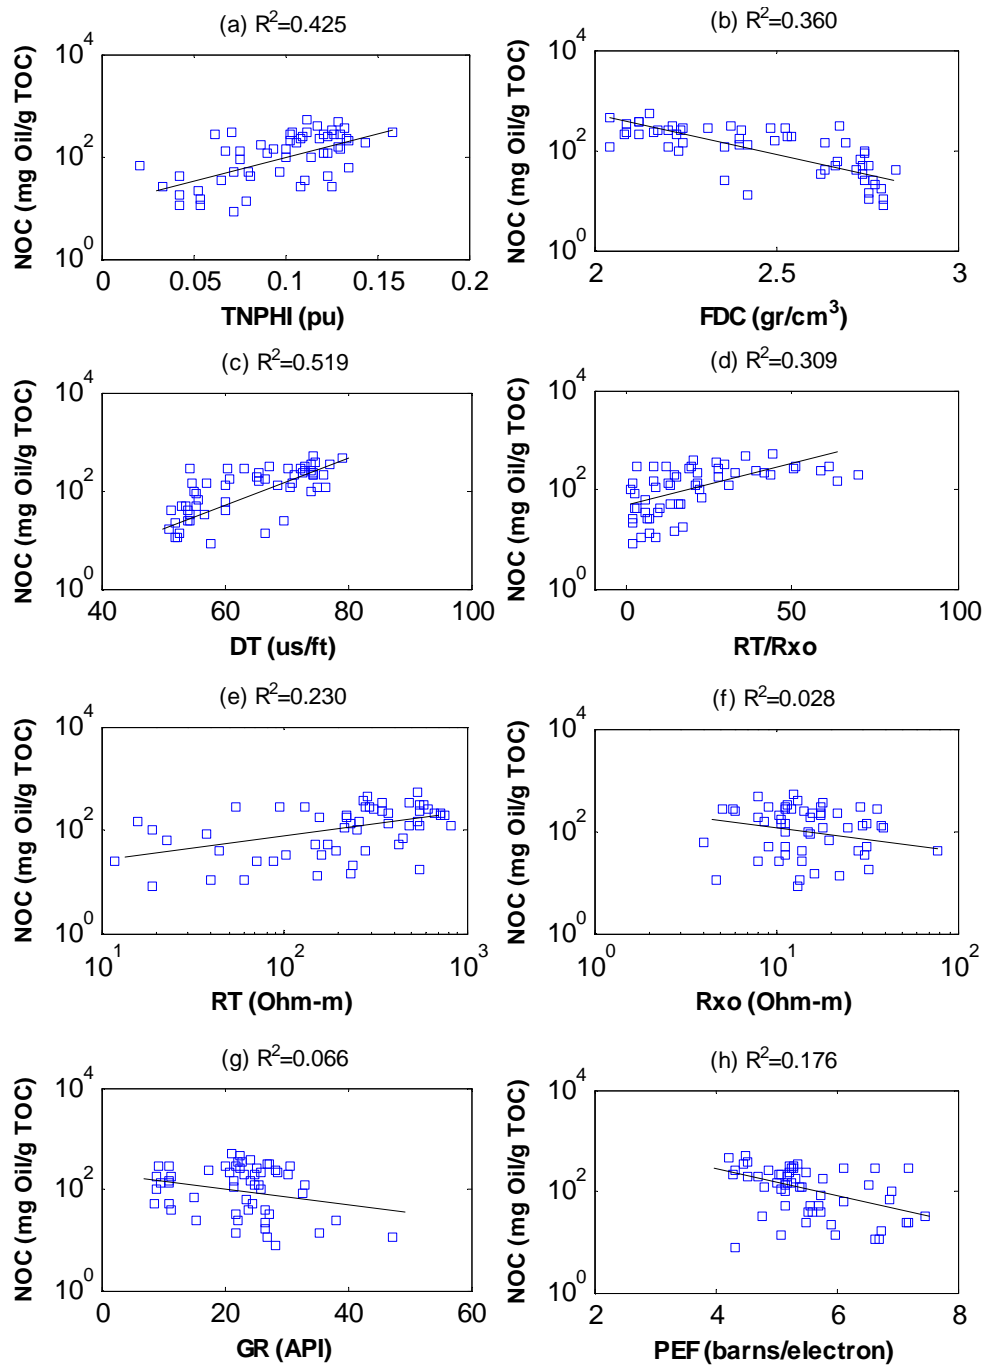 (a) R²=0.425
NOC (mg Oil/g TOC)
10⁴
10²
10⁰
0 0.05 0.1 0.15 0.2
TNPHI (pu)
(b) R²=0.360
NOC (mg Oil/g TOC)
10⁴
10²
10⁰
2 2.5 3
FDC (gr/cm³)
(c) R²=0.519
NOC (mg Oil/g TOC)
10⁴
10²
10⁰
40 60 80 100
DT (us/ft)
(d) R²=0.309
NOC (mg Oil/g TOC)
10⁴
10²
10⁰
0 50 100
RT/Rxo
(e) R²=0.230
NOC (mg Oil/g TOC)
10⁴
10²
10⁰
10¹ 10² 10³
RT (Ohm-m)
(f) R²=0.028
NOC (mg Oil/g TOC)
10⁴
10²
10⁰
10⁰ 10¹ 10²
Rxo (Ohm-m)
(g) R²=0.066
NOC (mg Oil/g TOC)
10⁴
10²
10⁰
0 20 40 60
GR (API)
(h) R²=0.176
NOC (mg Oil/g TOC)
10⁴
10²
10⁰
2 4 6 8
PEF (barns/electron)